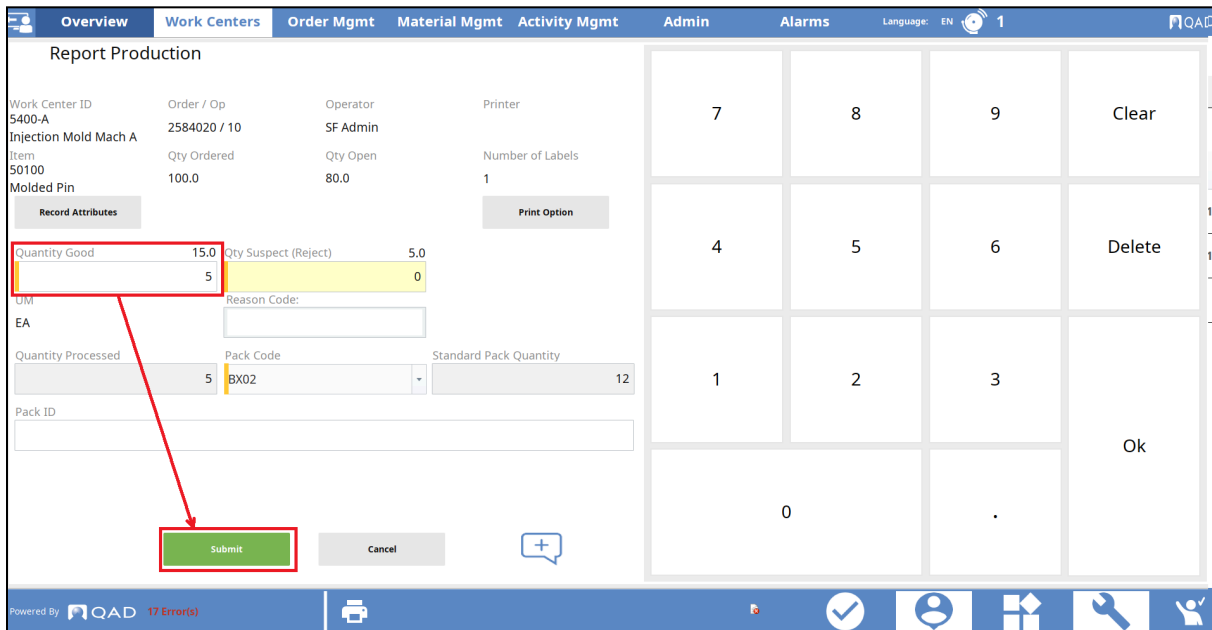 Overview Work Centers Order Mgmt Material Mgmt Activity Mgmt Admin Alarms Language: EN 1 QAD
Report Production
Work Center ID Order / Op Operator Printer
5400-A
2584020 / 10 SF Admin
Injection Mold Mach A
Item Qty Ordered Qty Open Number of Labels
50100
100.0 80.0 1
Molded Pin
Record Attributes Print Option
Quantity Good 15.0 Qty Suspect (Reject) 5.0
5 0
UM Reason Code:
EA
Quantity Processed Pack Code Standard Pack Quantity
5 BX02 12
Pack ID
Submit Cancel
7 8 9 Clear
4 5 6 Delete
1 2 3
Ok
0 .
Powered By QAD 17 Error(s)